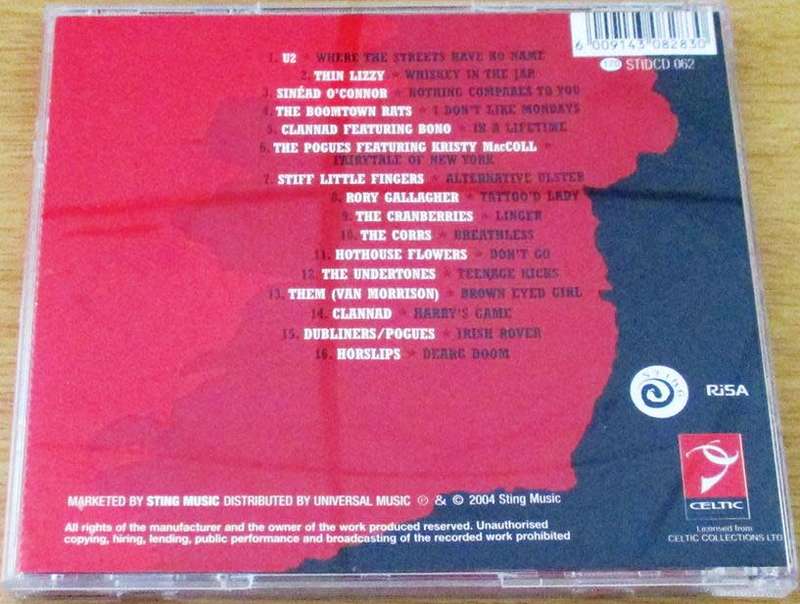 6 009143 082830
STIDCD 062
1. U2 ★ WHERE THE STREETS HAVE NO NAME
2. THIN LIZZY ★ WHISKEY IN THE JAR
3. SINÉAD O'CONNOR ★ NOTHING COMPARES TO YOU
4. THE BOOMTOWN RATS ★ I DON'T LIKE MONDAYS
5. CLANNAD FEATURING BONO ★ IN A LIFETIME
6. THE POGUES FEATURING KRISTY MacCOLL ★
FAIRYTALE OF NEW YORK
7. STIFF LITTLE FINGERS ★ ALTERNATIVE ULSTER
8. RORY GALLAGHER ★ TATTOO'D LADY
9. THE CRANBERRIES ★ LINGER
10. THE CORRS ★ BREATHLESS
11. HOTHOUSE FLOWERS ★ DON'T GO
12. THE UNDERTONES ★ TEENAGE KICKS
13. THEM (VAN MORRISON) ★ BROWN EYED GIRL
14. CLANNAD ★ HARRY'S GAME
15. DUBLINERS/POGUES ★ IRISH ROVER
16. HORSLIPS ★ DEARG DOOM
STING
RiSA
CELTIC
Licensed from
CELTIC COLLECTIONS LTD
MARKETED BY STING MUSIC DISTRIBUTED BY UNIVERSAL MUSIC ℗ & © 2004 Sting Music
All rights of the manufacturer and the owner of the work produced reserved. Unauthorised
copying, hiring, lending, public performance and broadcasting of the recorded work prohibited